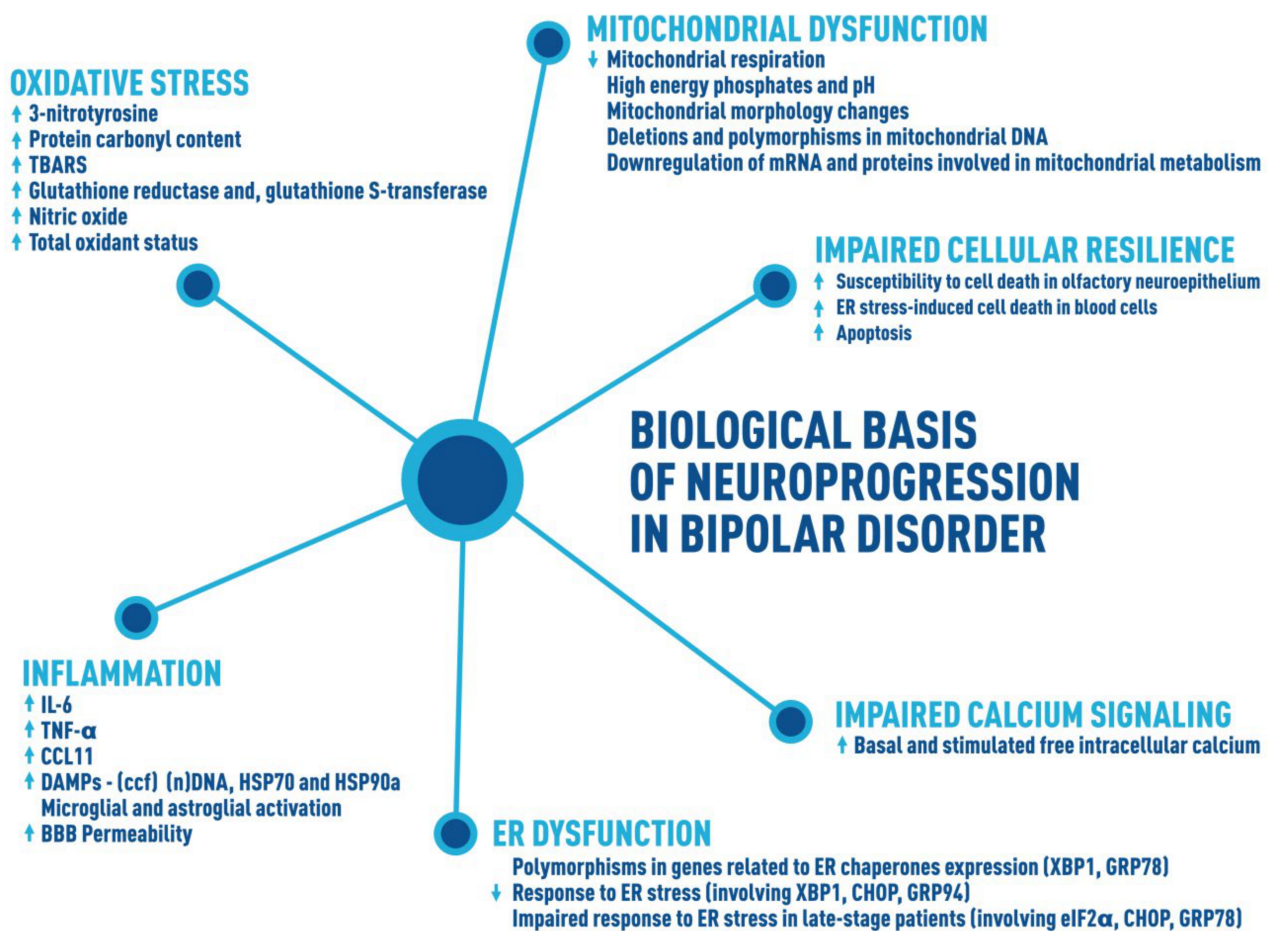 MITOCHONDRIAL DYSFUNCTION
↓ Mitochondrial respiration
High energy phosphates and pH
Mitochondrial morphology changes
Deletions and polymorphisms in mitochondrial DNA
Downregulation of mRNA and proteins involved in mitochondrial metabolism
OXIDATIVE STRESS
↑ 3-nitrotyrosine
↑ Protein carbonyl content
↑ TBARS
↑ Glutathione reductase and, glutathione S-transferase
↑ Nitric oxide
↑ Total oxidant status
IMPAIRED CELLULAR RESILIENCE
↑ Susceptibility to cell death in olfactory neuroepithelium
↑ ER stress-induced cell death in blood cells
↑ Apoptosis
BIOLOGICAL BASIS
OF NEUROPROGRESSION
IN BIPOLAR DISORDER
INFLAMMATION
↑ IL-6
↑ TNF-α
↑ CCL11
↑ DAMPs - (ccf) (n)DNA, HSP70 and HSP90a
Microglial and astroglial activation
↑ BBB Permeability
IMPAIRED CALCIUM SIGNALING
↑ Basal and stimulated free intracellular calcium
ER DYSFUNCTION
Polymorphisms in genes related to ER chaperones expression (XBP1, GRP78)
↓ Response to ER stress (involving XBP1, CHOP, GRP94)
Impaired response to ER stress in late-stage patients (involving eIF2α, CHOP, GRP78)